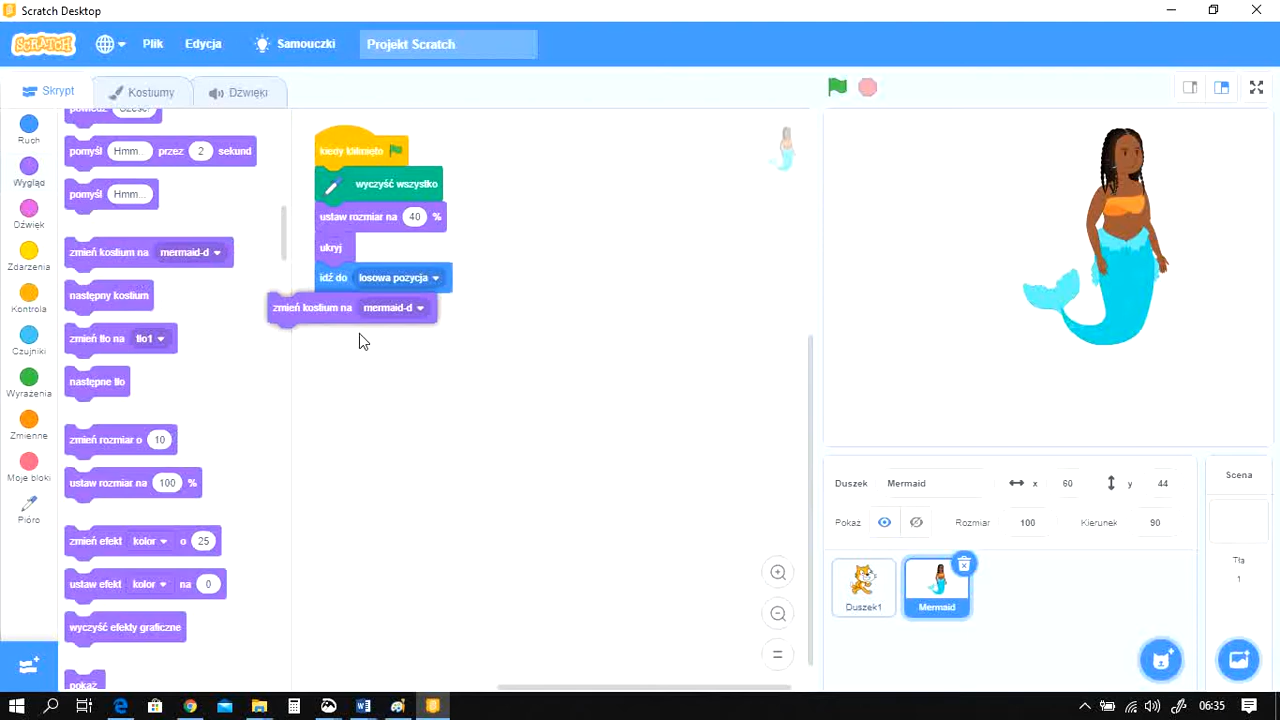 Scratch Desktop
SCRATCH
Plik
Edycja
Samouczki
Projekt Scratch
Skrypt
Kostiumy
Dźwięki
Ruch
Wygląd
Dźwięk
Zdarzenia
Kontrola
Czujniki
Wyrażenia
Zmienne
Moje bloki
Pióro
pomyśl Hmm... przez 2 sekund
pomyśl Hmm...
zmień kostium na mermaid-d
następny kostium
zmień tło na tło1
następne tło
zmień rozmiar o 10
ustaw rozmiar na 100 %
zmień efekt kolor o 25
ustaw efekt kolor na 0
wyczyść efekty graficzne
pokaż
kiedy kliknięto
wyczyść wszystko
ustaw rozmiar na 40 %
ukryj
idź do losowa pozycja
zmień kostium na mermaid-d
Duszek Mermaid x 60 y 44
Pokaż Rozmiar 100 Kierunek 90
Duszek1
Mermaid
Scena
Tła
1
06:35